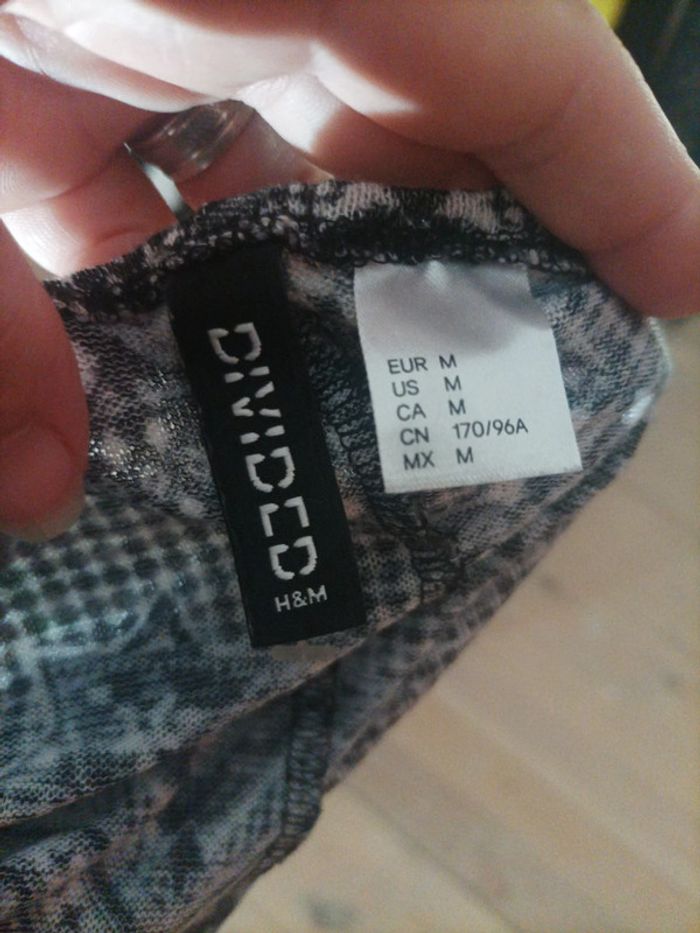 DIVIDED
H&M
EUR M
US M
CA M
CN 170/96A
MX M